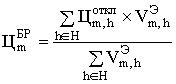 Ц_m^БР = (∑_{h∈H} Ц_{m,h}^откл × V_{m,h}^Э) / (∑_{h∈H} V_{m,h}^Э)